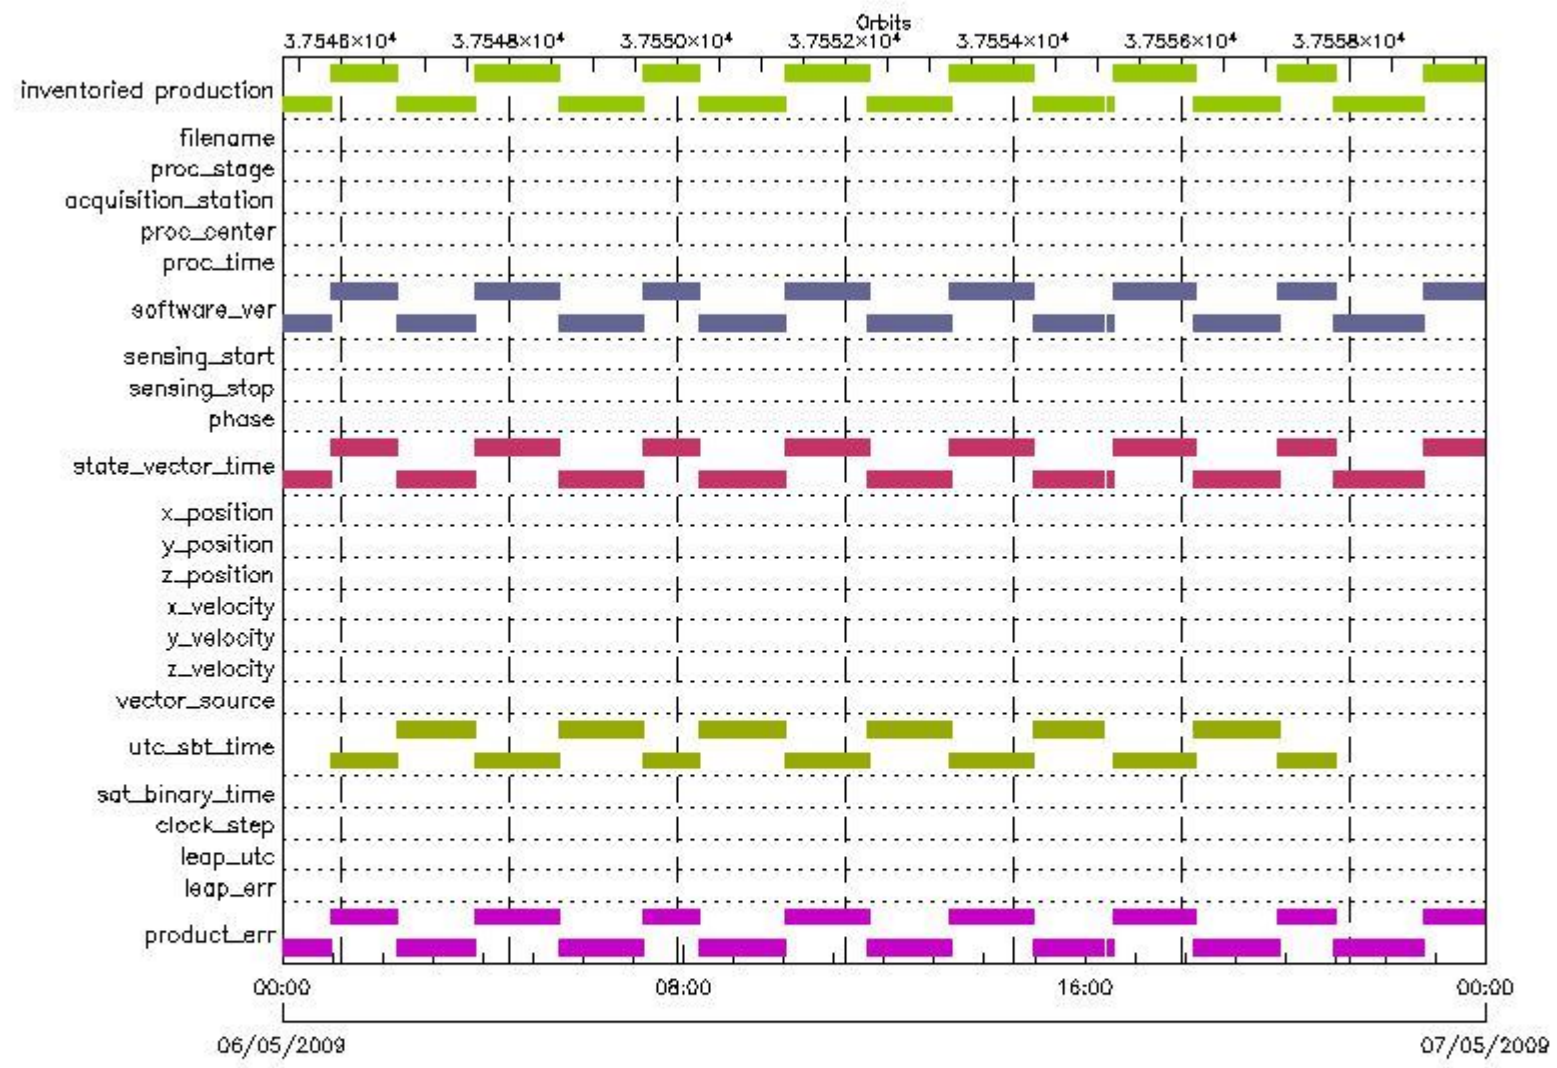 Orbits
3.7546×10⁴ 3.7548×10⁴ 3.7550×10⁴ 3.7552×10⁴ 3.7554×10⁴ 3.7556×10⁴ 3.7558×10⁴
inventoried production
filename
proc_stage
acquisition_station
proc_center
proc_time
software_ver
sensing_start
sensing_stop
phase
state_vector_time
x_position
y_position
z_position
x_velocity
y_velocity
z_velocity
vector_source
utc_sbt_time
sat_binary_time
clock_step
leap_utc
leap_err
product_err
00:00 08:00 16:00 00:00
06/05/2009 07/05/2009